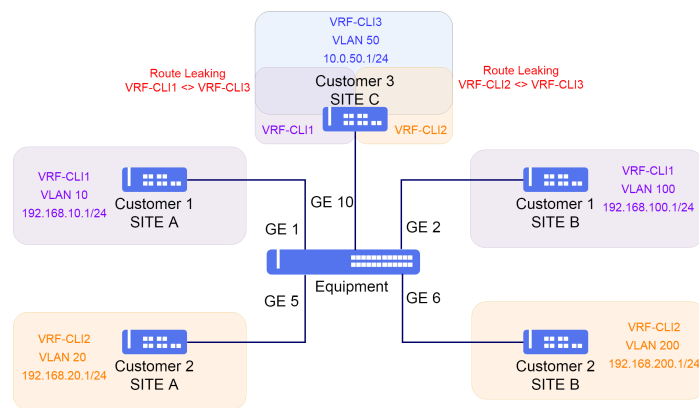 VRF-CLI3
VLAN 50
10.0.50.1/24
Route Leaking
VRF-CLI1 <> VRF-CLI3
Route Leaking
VRF-CLI2 <> VRF-CLI3
Customer 3
SITE C
VRF-CLI1
VRF-CLI2
VRF-CLI1
VLAN 10
192.168.10.1/24
Customer 1
SITE A
GE 10
GE 1
GE 2
Customer 1
SITE B
VRF-CLI1
VLAN 100
192.168.100.1/24
Equipment
GE 5
GE 6
VRF-CLI2
VLAN 20
192.168.20.1/24
Customer 2
SITE A
Customer 2
SITE B
VRF-CLI2
VLAN 200
192.168.200.1/24